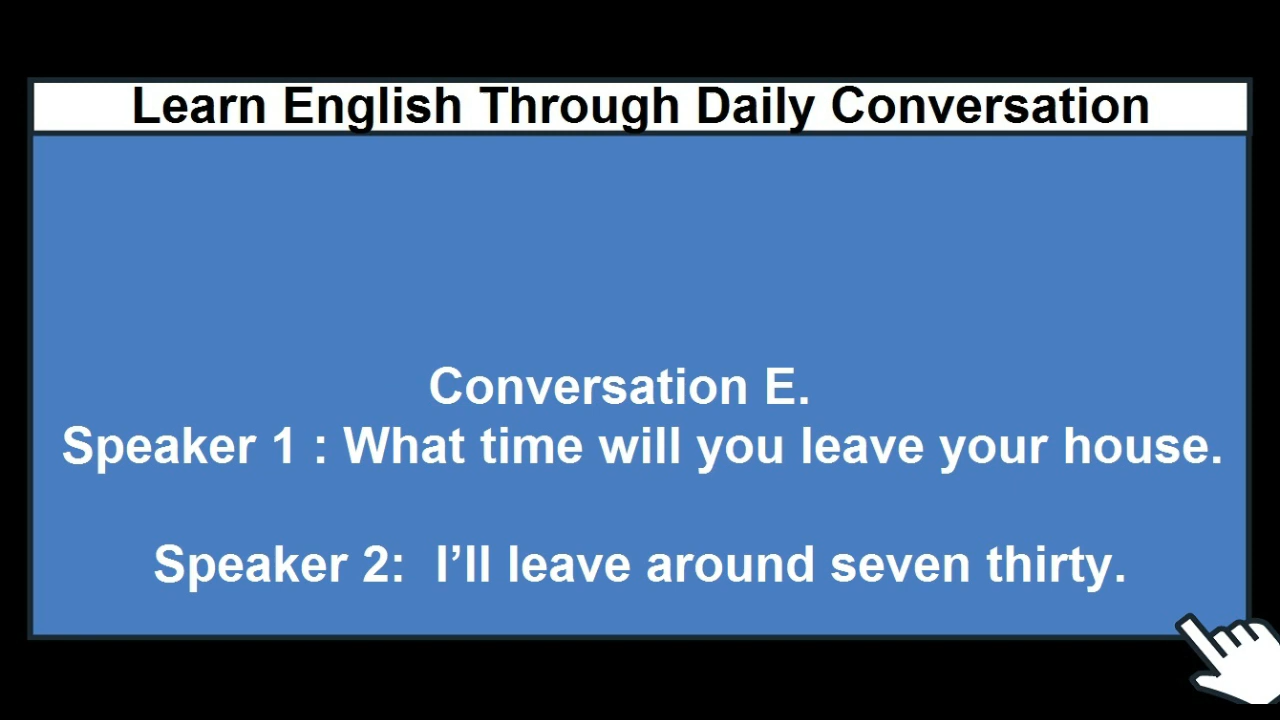 Learn English Through Daily Conversation
Conversation E.
Speaker 1 : What time will you leave your house.
Speaker 2:  I’ll leave around seven thirty.